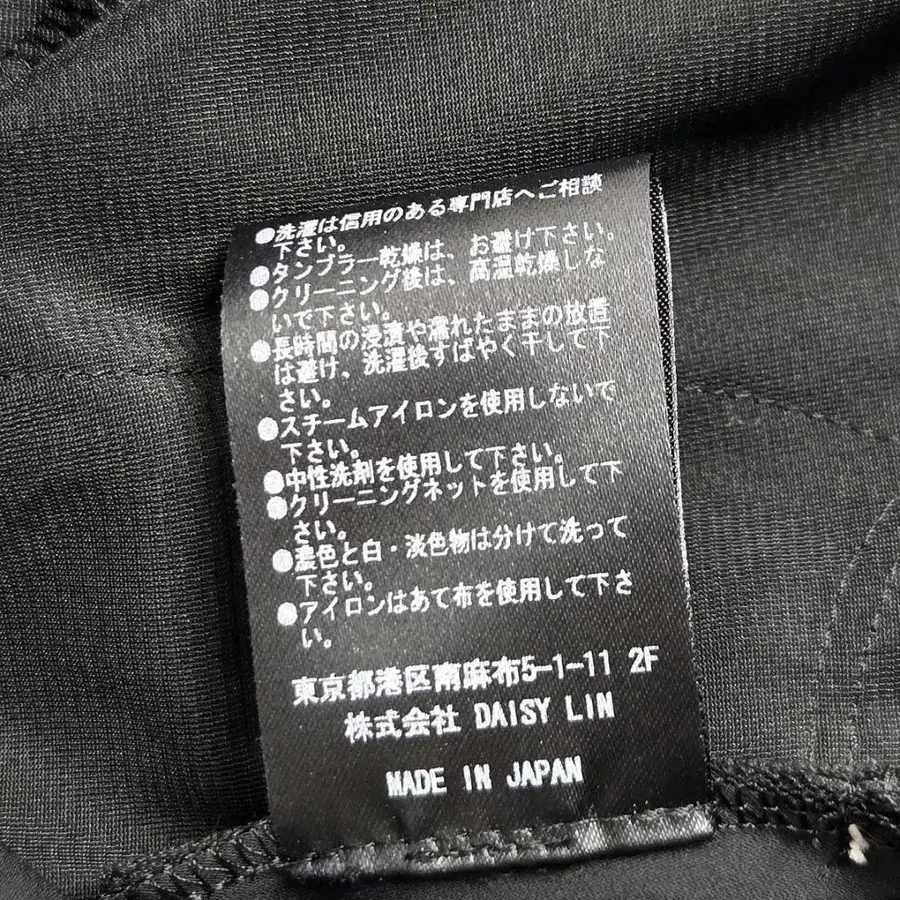 ●洗濯は信用のある専門店へご相談
下さい。
●タンブラー乾燥は、お避け下さい。
●クリーニング後は、高温乾燥しな
いで下さい。
●長時間の浸漬や濡れたままの放置
は避け、洗濯後すばやく干して下
さい。
●スチームアイロンを使用しないで
下さい。
●中性洗剤を使用して下さい。
●クリーニングネットを使用して下
さい。
●濃色と白・淡色物は分けて洗って
下さい。
●アイロンはあて布を使用して下さ
い。
東京都港区南麻布5-1-11 2F
株式会社 DAISY LIN
MADE IN JAPAN